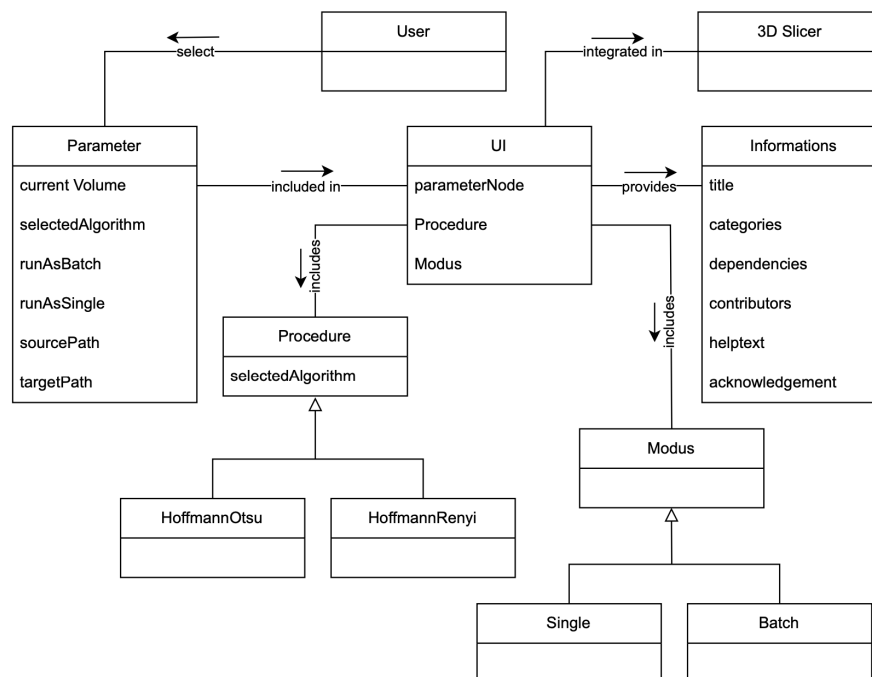 User
3D Slicer
select
integrated in
Parameter
current Volume
selectedAlgorithm
runAsBatch
runAsSingle
sourcePath
targetPath
included in
UI
parameterNode
Procedure
Modus
provides
Informations
title
categories
dependencies
contributors
helptext
acknowledgement
includes
includes
Procedure
selectedAlgorithm
Modus
HoffmannOtsu
HoffmannRenyi
Single
Batch